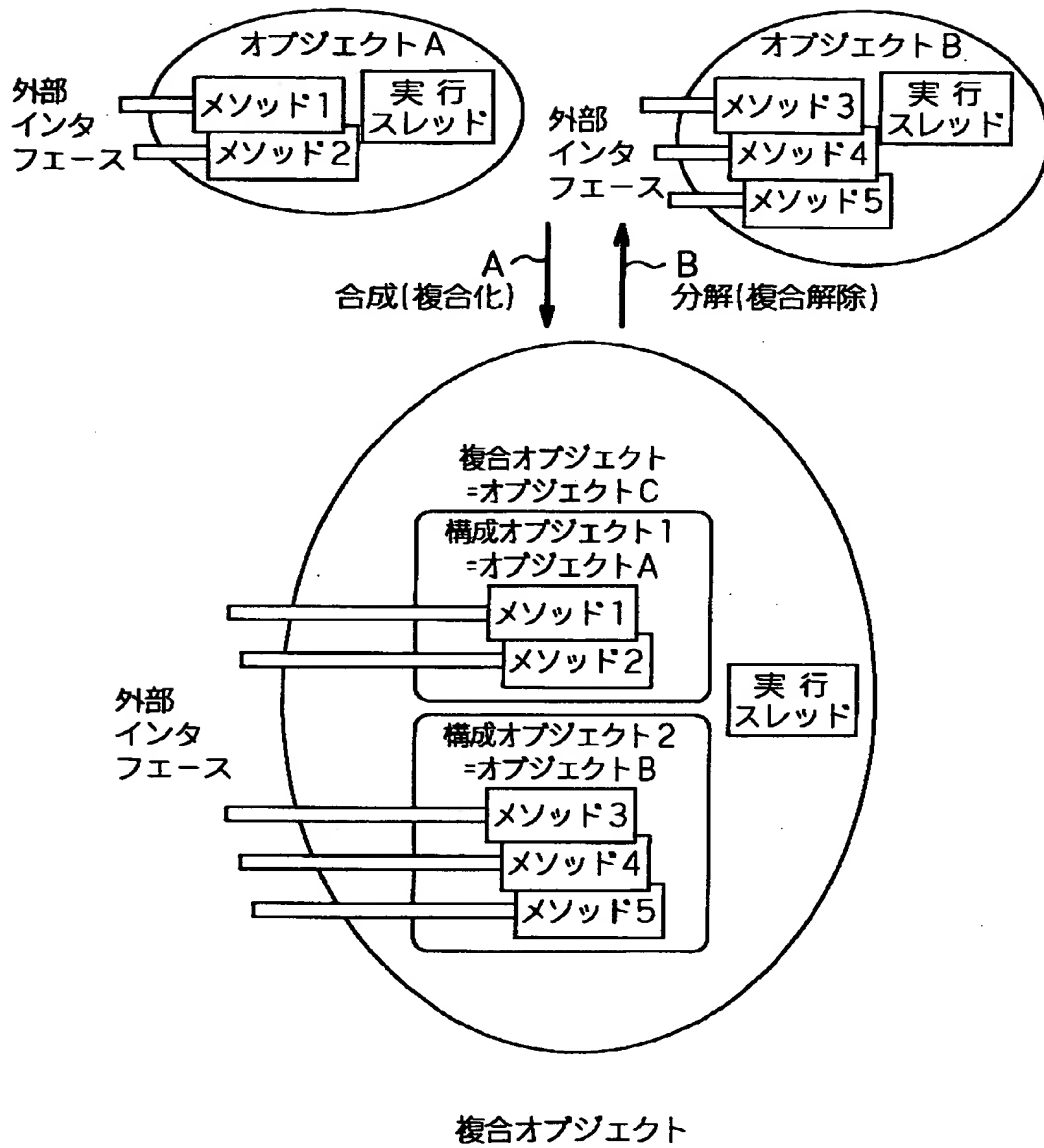 オブジェクトA
外部
インタ
フェース
メソッド1
メソッド2
実行
スレッド
オブジェクトB
外部
インタ
フェース
メソッド3
メソッド4
メソッド5
実行
スレッド
A
合成(複合化)
B
分解(複合解除)
複合オブジェクト
=オブジェクトC
構成オブジェクト1
=オブジェクトA
メソッド1
メソッド2
実行
スレッド
外部
インタ
フェース
構成オブジェクト2
=オブジェクトB
メソッド3
メソッド4
メソッド5
複合オブジェクト